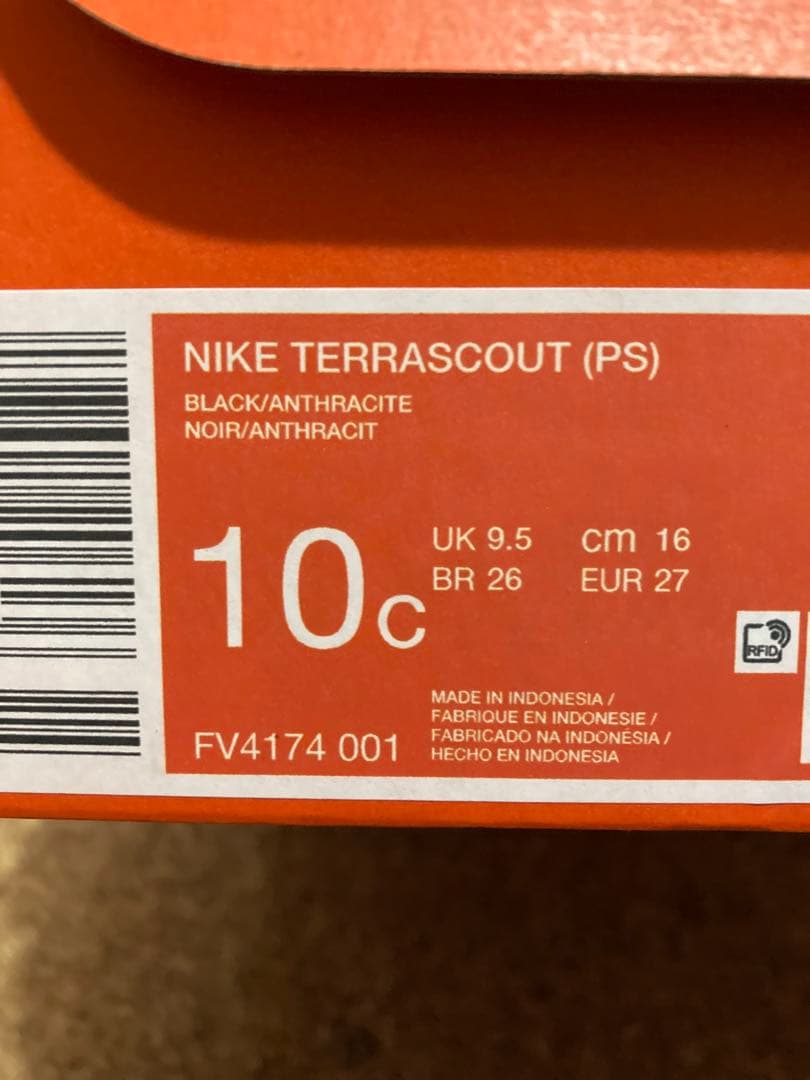 NIKE TERRASCOUT (PS)
BLACK/ANTHRACITE
NOIR/ANTHRACIT
10c
UK 9.5 cm 16
BR 26 EUR 27
RFID
FV4174 001
MADE IN INDONESIA /
FABRIQUE EN INDONESIE /
FABRICADO NA INDONÉSIA /
HECHO EN INDONESIA